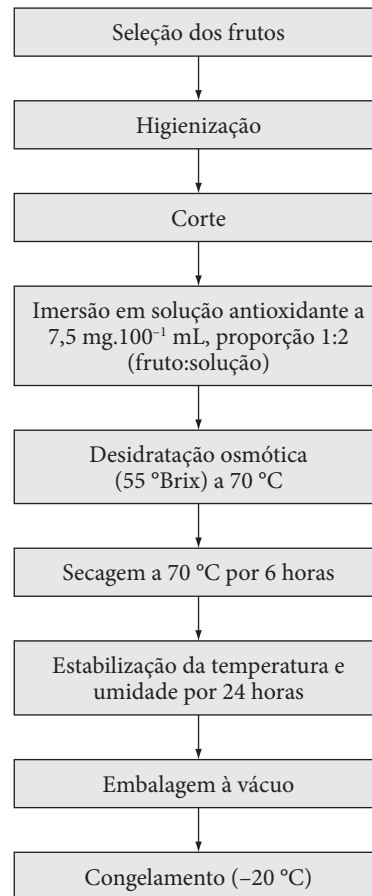 Seleção dos frutos
Higienização
Corte
Imersão em solução antioxidante a
7,5 mg.100⁻¹ mL, proporção 1:2
(fruto:solução)
Desidratação osmótica
(55 °Brix) a 70 °C
Secagem a 70 °C por 6 horas
Estabilização da temperatura e
umidade por 24 horas
Embalagem à vácuo
Congelamento (–20 °C)